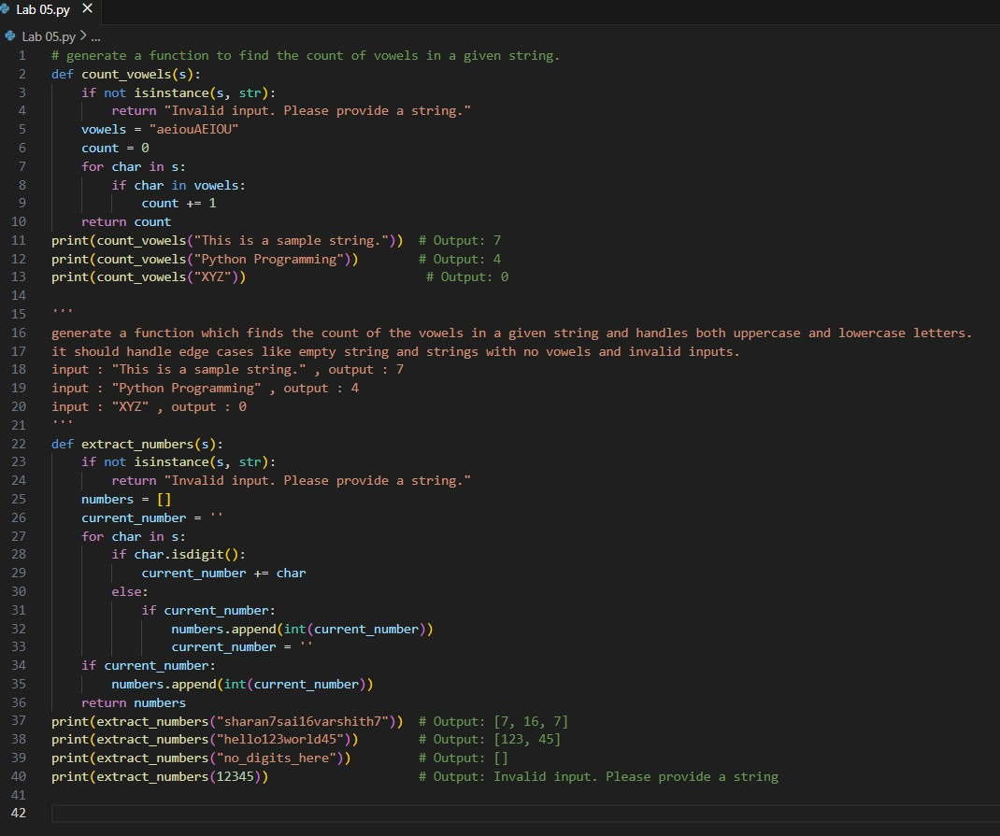 Lab 05.py ×
Lab 05.py > ...
1 # generate a function to find the count of vowels in a given string.
2 def count_vowels(s):
3     if not isinstance(s, str):
4         return "Invalid input. Please provide a string."
5     vowels = "aeiouAEIOU"
6     count = 0
7     for char in s:
8         if char in vowels:
9             count += 1
10     return count
11 print(count_vowels("This is a sample string."))  # Output: 7
12 print(count_vowels("Python Programming"))        # Output: 4
13 print(count_vowels("XYZ"))                        # Output: 0
14
15 '''
16 generate a function which finds the count of the vowels in a given string and handles both uppercase and lowercase letters.
17 it should handle edge cases like empty string and strings with no vowels and invalid inputs.
18 input : "This is a sample string." , output : 7
19 input : "Python Programming" , output : 4
20 input : "XYZ" , output : 0
21 '''
22 def extract_numbers(s):
23     if not isinstance(s, str):
24         return "Invalid input. Please provide a string."
25     numbers = []
26     current_number = ''
27     for char in s:
28         if char.isdigit():
29             current_number += char
30         else:
31             if current_number:
32                 numbers.append(int(current_number))
33                 current_number = ''
34     if current_number:
35         numbers.append(int(current_number))
36     return numbers
37 print(extract_numbers("sharan7sai16varshith7"))  # Output: [7, 16, 7]
38 print(extract_numbers("hello123world45"))        # Output: [123, 45]
39 print(extract_numbers("no_digits_here"))         # Output: []
40 print(extract_numbers(12345))                    # Output: Invalid input. Please provide a string
41
42